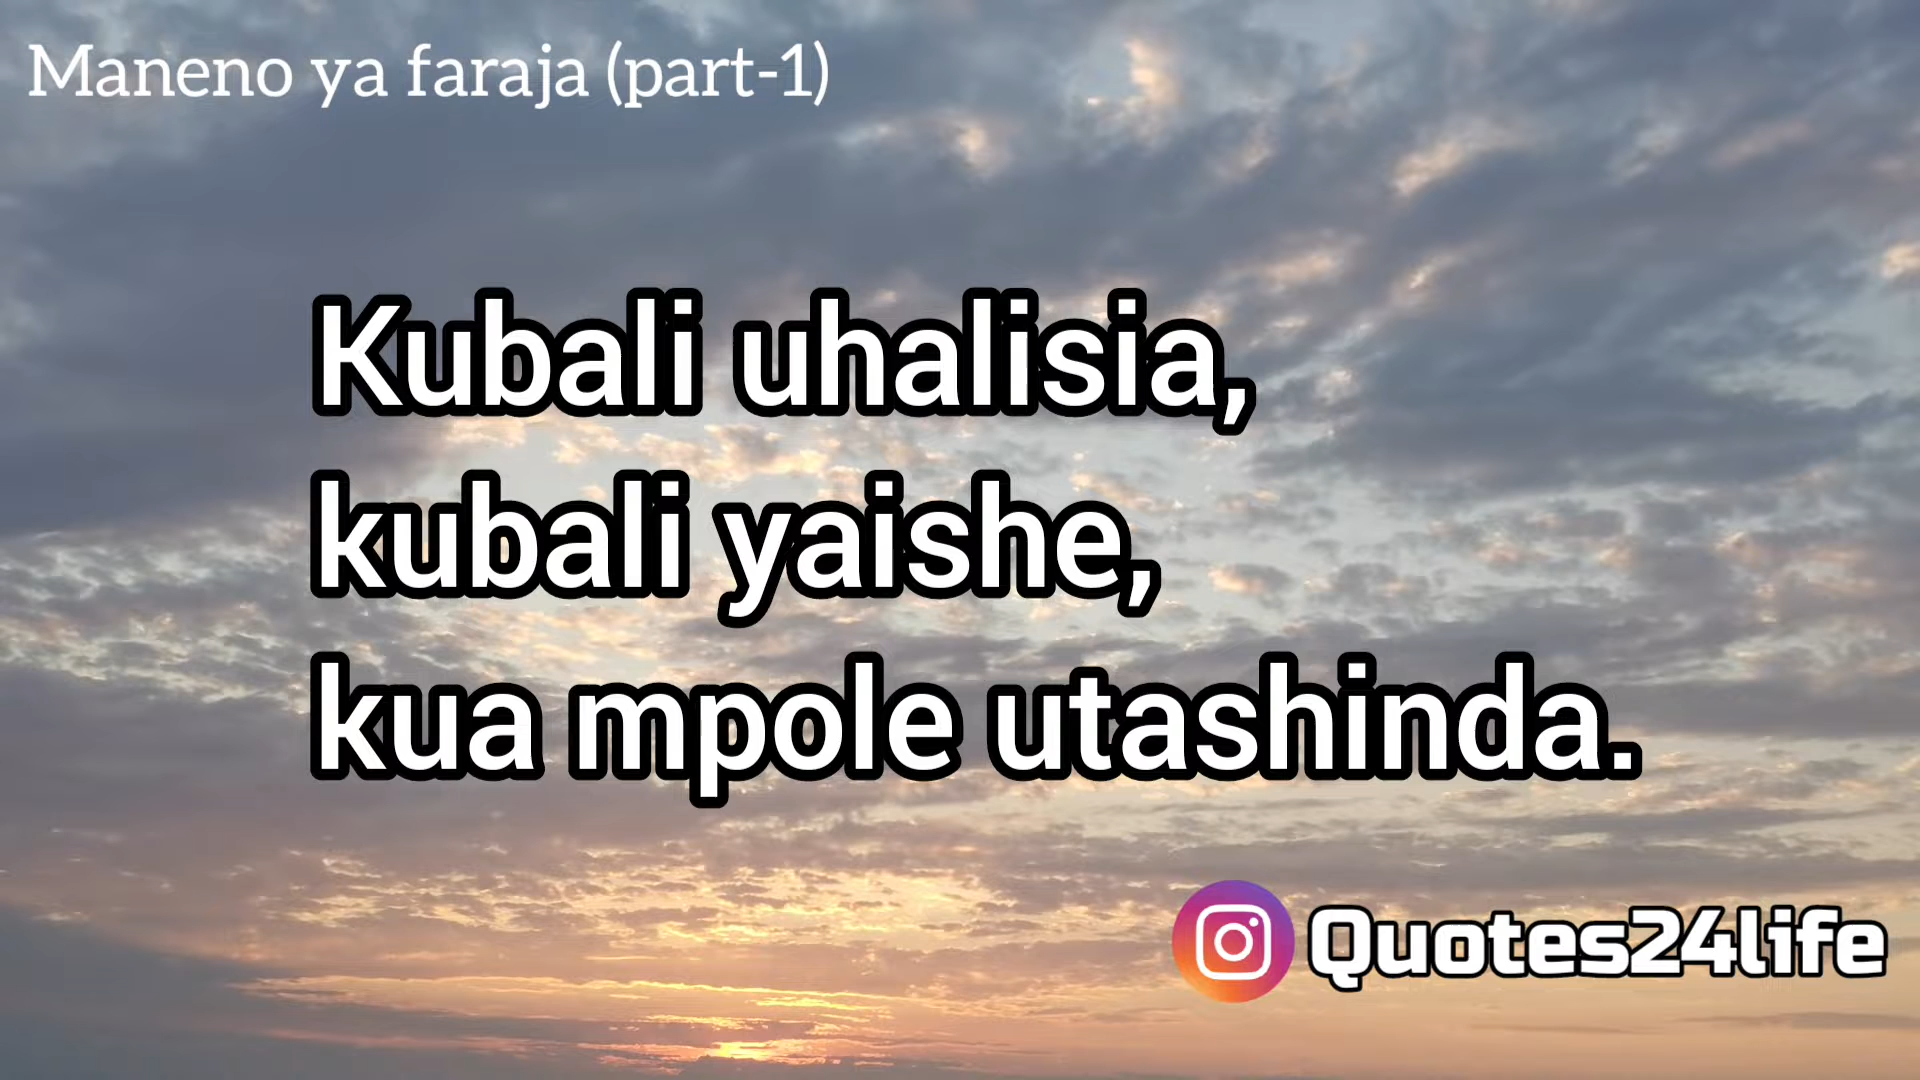 Maneno ya faraja (part-1)
Kubali uhalisia,
kubali yaishe,
kua mpole utashinda.
Quotes24life